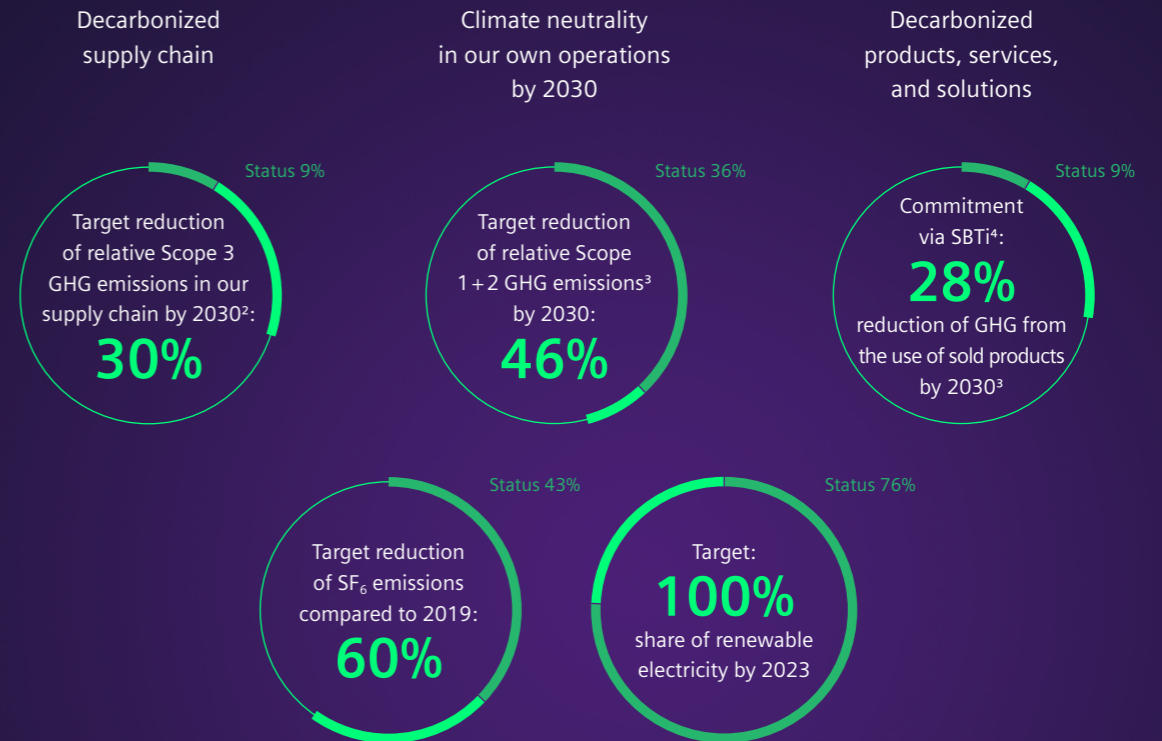 Decarbonized
supply chain
Climate neutrality
in our own operations
by 2030
Decarbonized
products, services,
and solutions
Status 9%
Target reduction
of relative Scope 3
GHG emissions in our
supply chain by 2030²:
30%
Status 36%
Target reduction
of relative Scope
1+2 GHG emissions³
by 2030:
46%
Status 9%
Commitment
via SBTi⁴:
28%
reduction of GHG from
the use of sold products
by 2030³
Status 43%
Target reduction
of SF₆ emissions
compared to 2019:
60%
Status 76%
Target:
100%
share of renewable
electricity by 2023